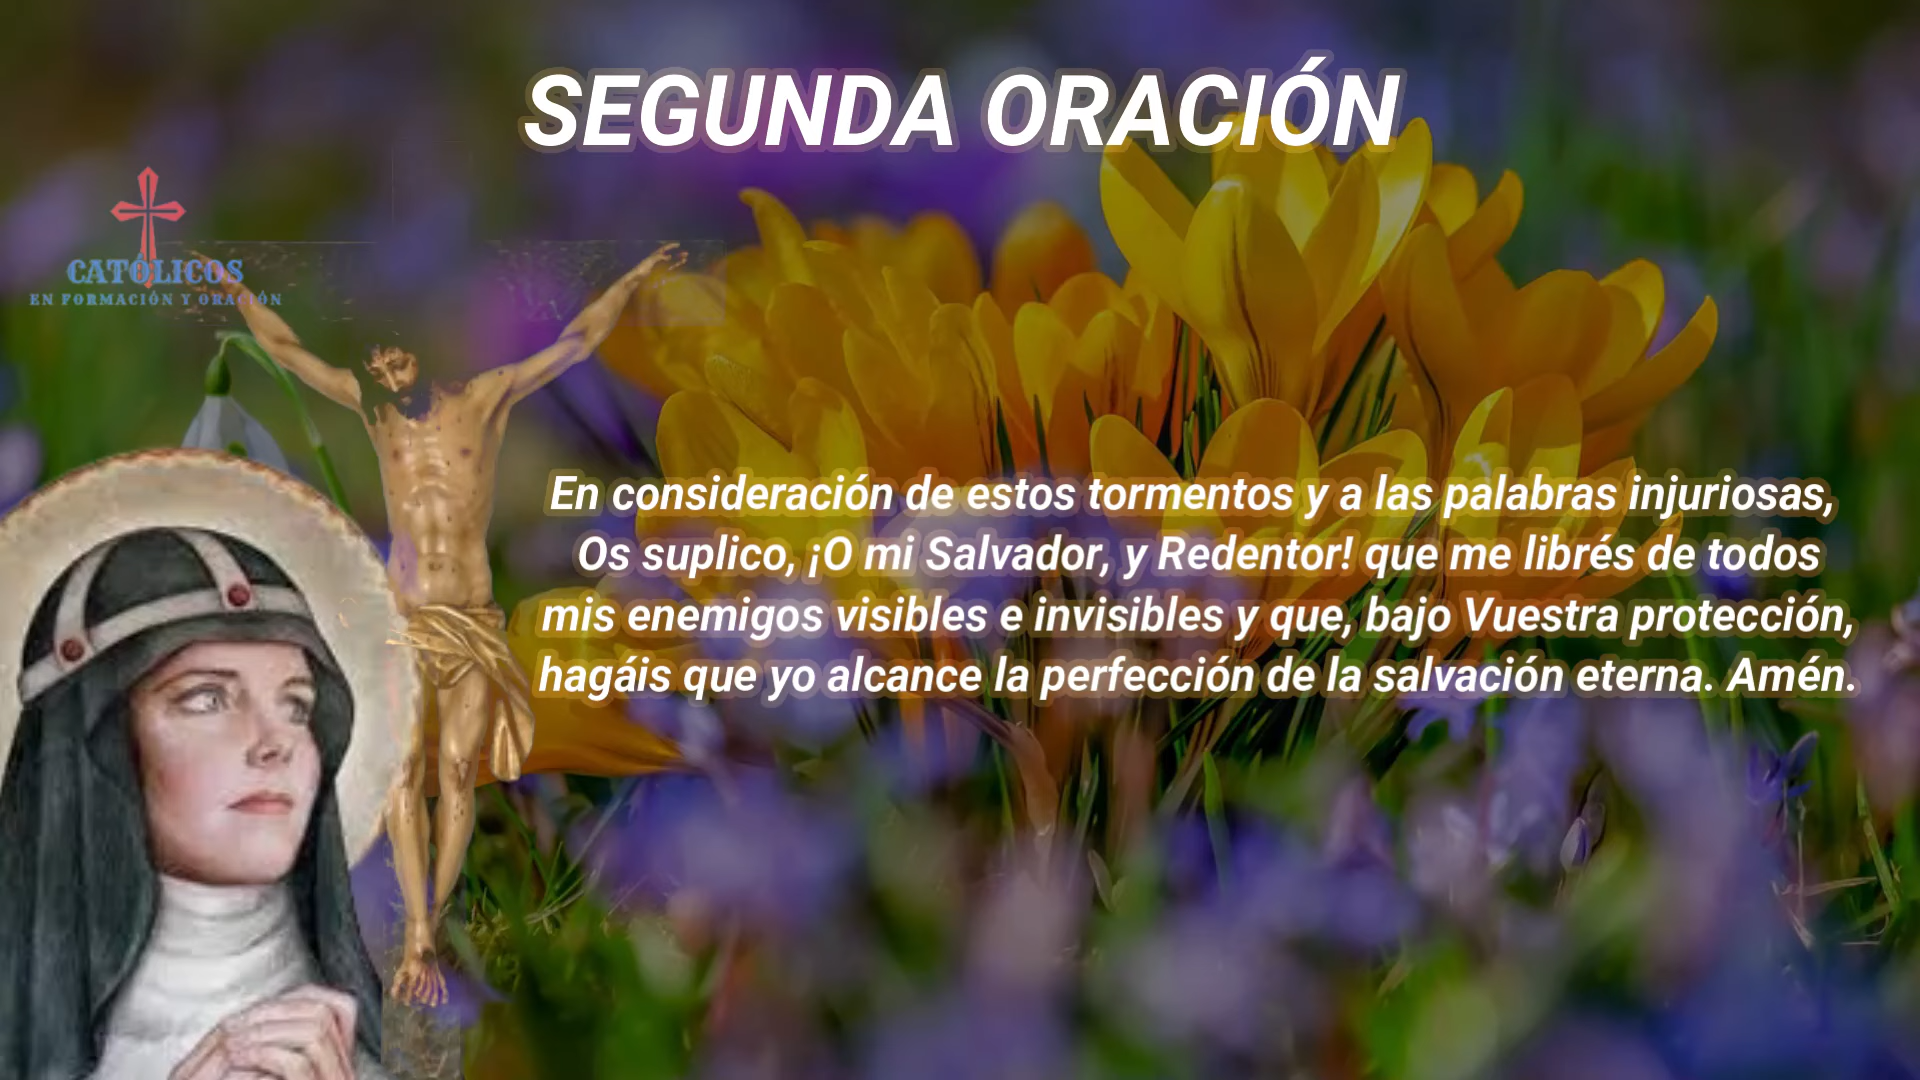 SEGUNDA ORACIÓN
CATÓLICOS
EN FORMACIÓN Y ORACIÓN
En consideración de estos tormentos y a las palabras injuriosas,
Os suplico, ¡O mi Salvador, y Redentor! que me librés de todos
mis enemigos visibles e invisibles y que, bajo Vuestra protección,
hagáis que yo alcance la perfección de la salvación eterna. Amén.